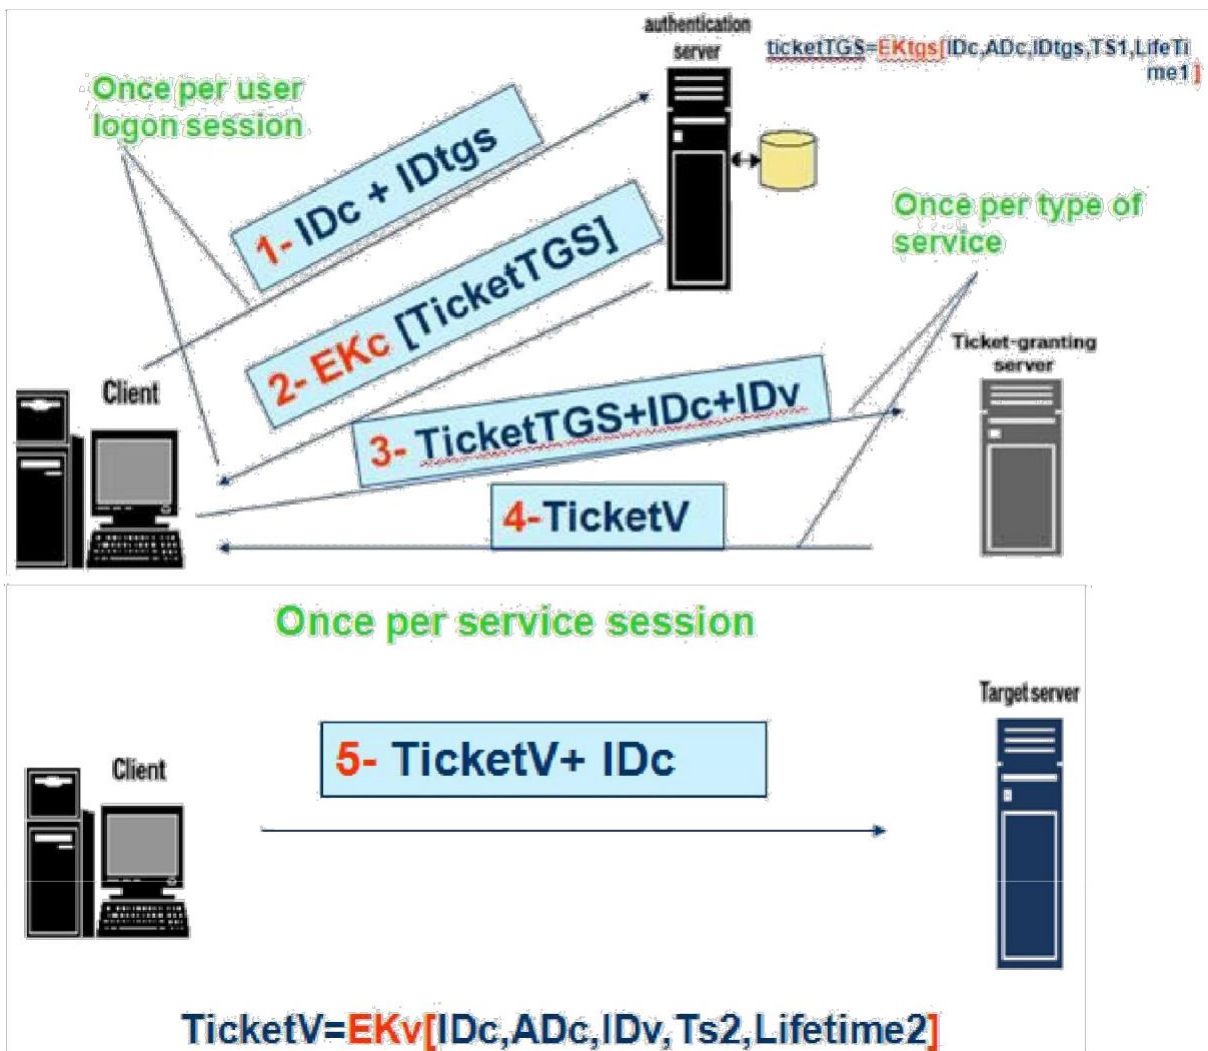 authentication
server
ticketTGS=EKtgs[IDc,ADc,IDtgs,TS1,LifeTi
me1]
Once per user
logon session
1- IDc + IDtgs
2- EKc [TicketTGS]
Once per type of
service
Ticket-granting
server
Client
3- TicketTGS+IDc+IDv
4-TicketV
Once per service session
Target server
5- TicketV+ IDc
Client
TicketV=EKv[IDc,ADc,IDv,Ts2,Lifetime2]